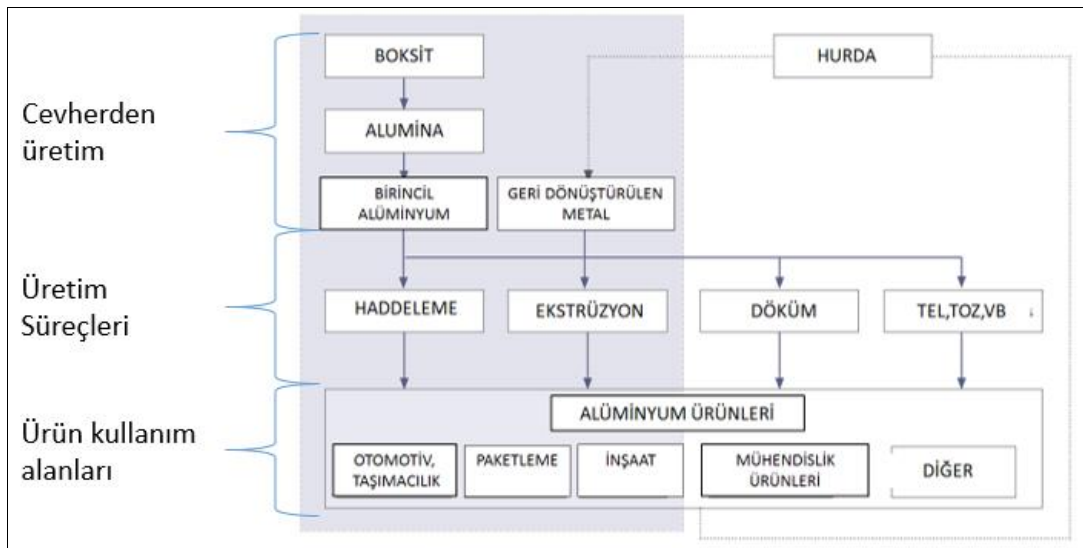 BOKSİT
HURDA
Cevherden
üretim
ALUMİNA
BİRİNCİL
ALÜMİNYUM
GERİ DÖNÜŞTÜRÜLEN
METAL
Üretim
Süreçleri
HADDELEME
EKSTRÜZYON
DÖKÜM
TEL,TOZ,VB
ALÜMİNYUM ÜRÜNLERİ
Ürün kullanım
alanları
OTOMOTİV,
TAŞIMACILIK
PAKETLEME
İNŞAAT
MÜHENDİSLİK
ÜRÜNLERİ
DİĞER